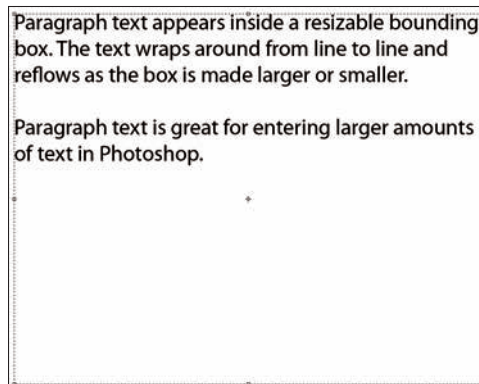 Paragraph text appears inside a resizable bounding
box. The text wraps around from line to line and
reflows as the box is made larger or smaller.

Paragraph text is great for entering larger amounts
of text in Photoshop.